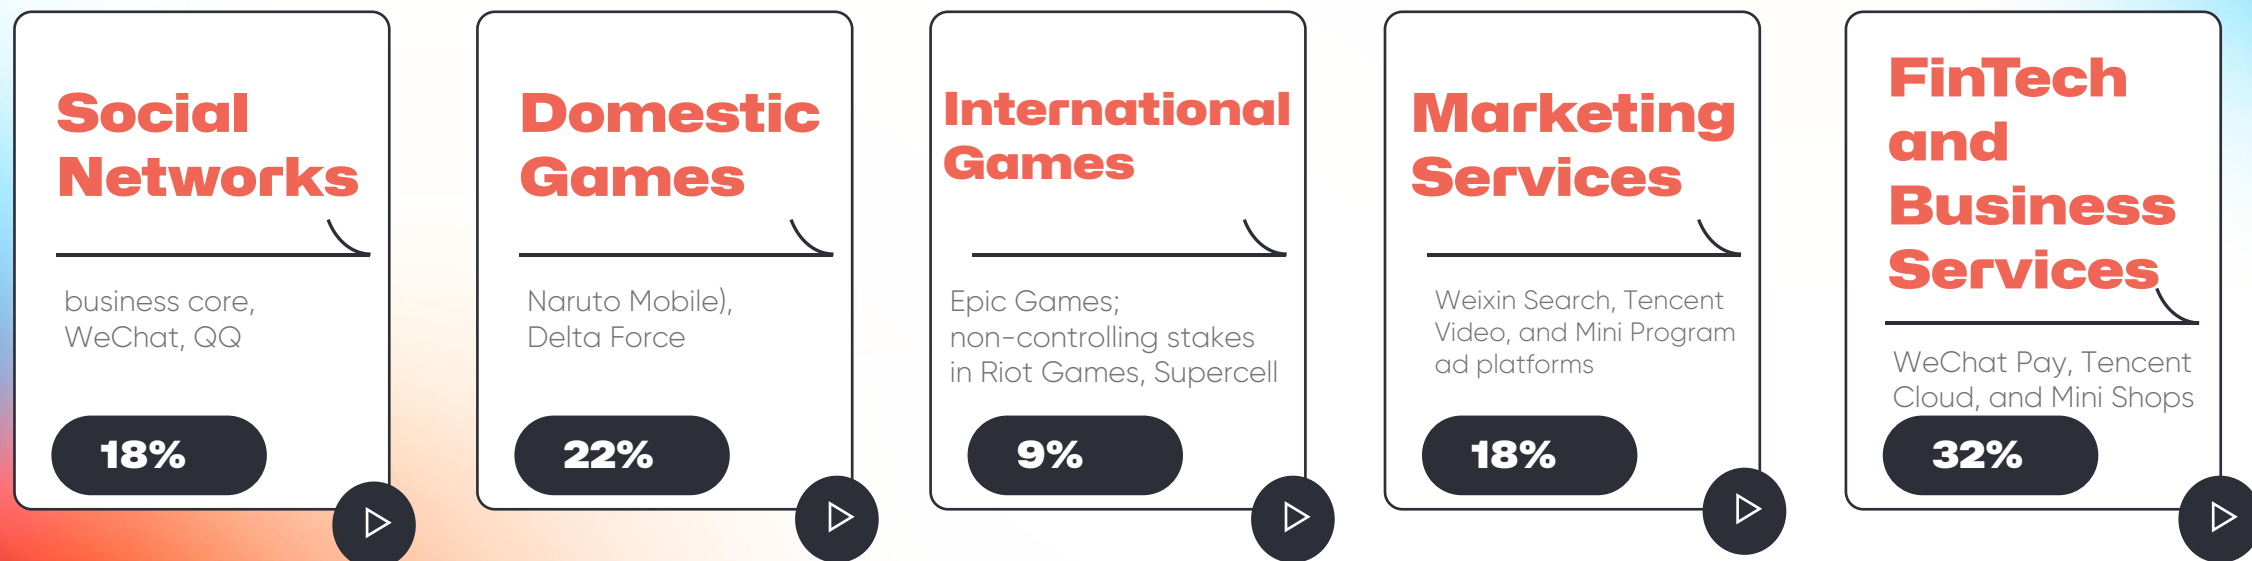 Social
Networks
business core,
WeChat, QQ
18%
Domestic
Games
Naruto Mobile),
Delta Force
22%
International
Games
Epic Games;
non-controlling stakes
in Riot Games, Supercell
9%
Marketing
Services
Weixin Search, Tencent
Video, and Mini Program
ad platforms
18%
FinTech
and
Business
Services
WeChat Pay, Tencent
Cloud, and Mini Shops
32%